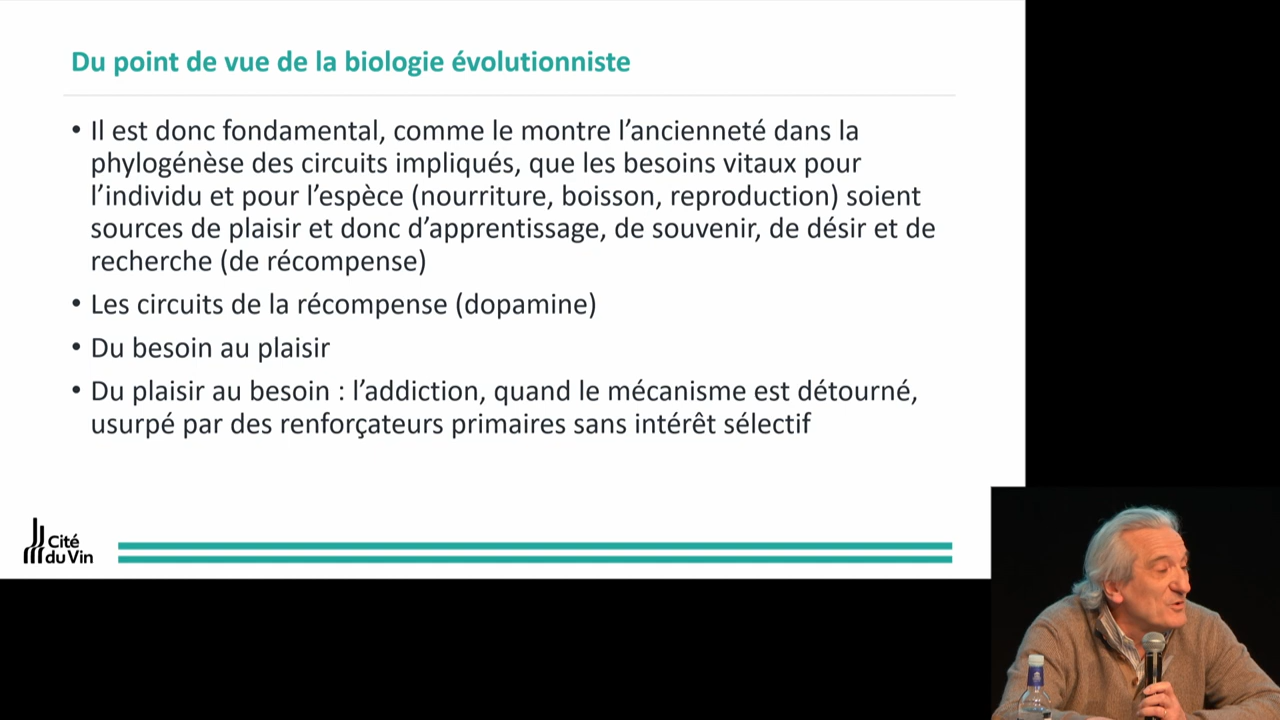 Du point de vue de la biologie évolutionniste
• Il est donc fondamental, comme le montre l’ancienneté dans la
phylogénèse des circuits impliqués, que les besoins vitaux pour
l’individu et pour l’espèce (nourriture, boisson, reproduction) soient
sources de plaisir et donc d’apprentissage, de souvenir, de désir et de
recherche (de récompense)
• Les circuits de la récompense (dopamine)
• Du besoin au plaisir
• Du plaisir au besoin : l’addiction, quand le mécanisme est détourné,
usurpé par des renforçateurs primaires sans intérêt sélectif
Cité
du Vin